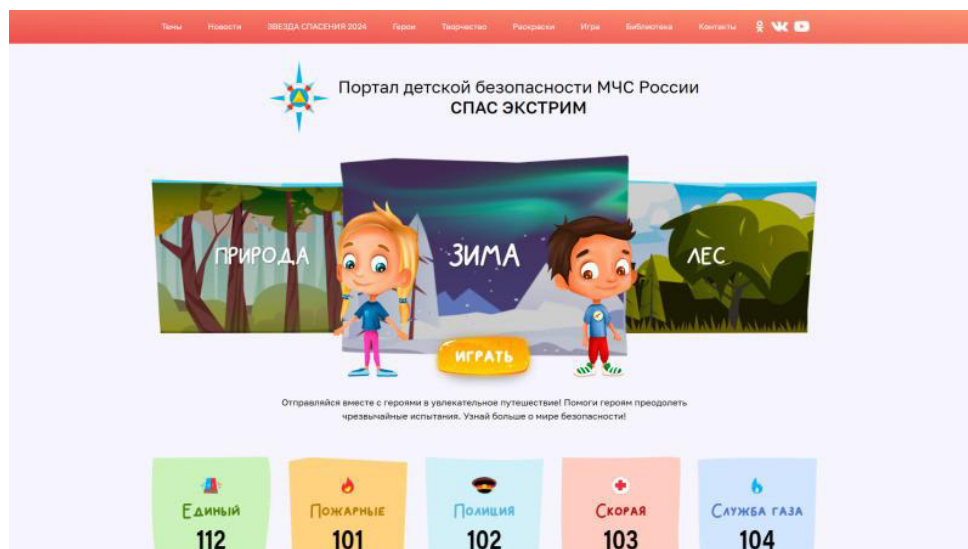 Темы Новости ЗВЕЗДА СПАСЕНИЯ 2024 Герои Творчество Раскраски Игра Библиотека Контакты
Портал детской безопасности МЧС России
СПАС ЭКСТРИМ
ПРИРОДА ЗИМА ЛЕС
ИГРАТЬ
Отправляйся вместе с героями в увлекательное путешествие! Помоги героям преодолеть
чрезвычайные испытания. Узнай больше о мире безопасности!
Единый Пожарные Полиция Скорая Служба газа
112 101 102 103 104